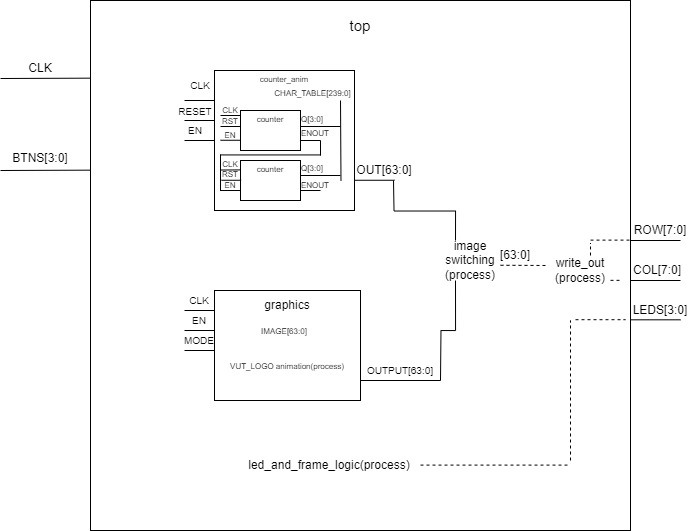 top
CLK
BTNS[3:0]
counter_anim
CHAR_TABLE[239:0]
CLK
RESET
EN
CLK
RST
EN
counter
Q[3:0]
ENOUT
CLK
RST
EN
counter
Q[3:0]
ENOUT
OUT[63:0]
image
switching
(process)
[63:0]
write_out
(process)
ROW[7:0]
COL[7:0]
LEDS[3:0]
CLK
EN
MODE
graphics
IMAGE[63:0]
VUT_LOGO animation(process)
OUTPUT[63:0]
led_and_frame_logic(process)